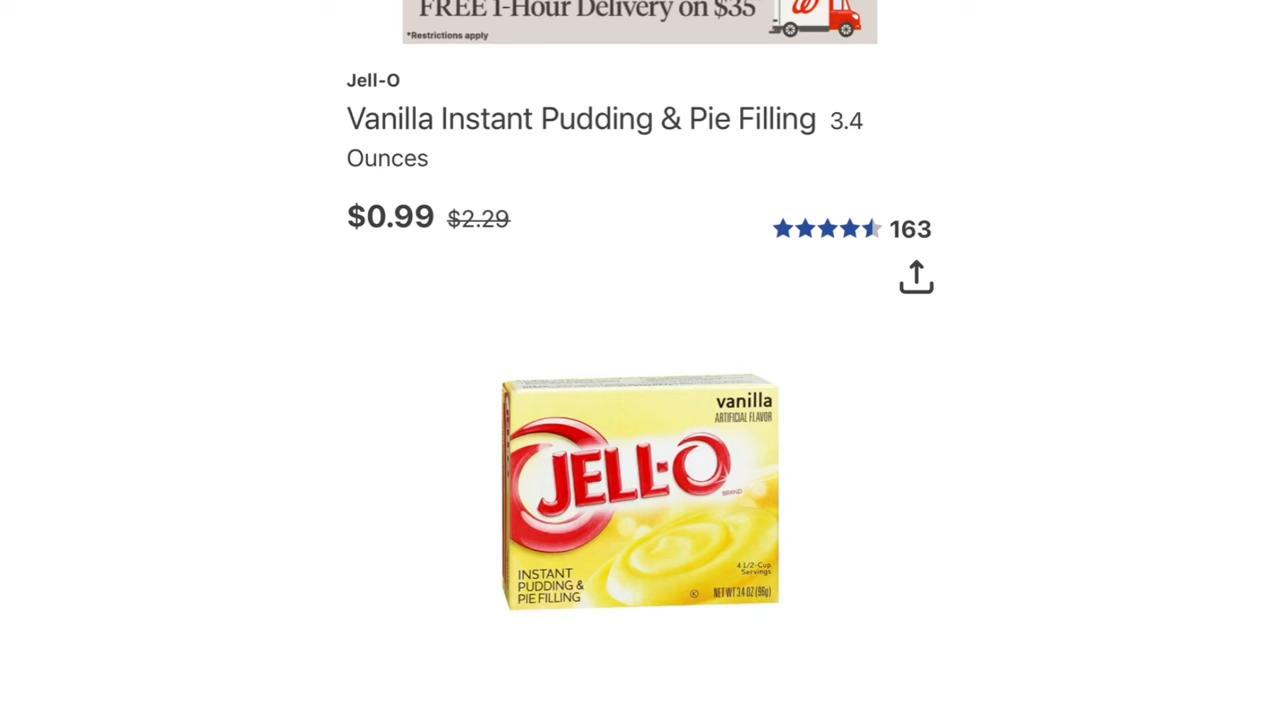 FREE 1-Hour Delivery on $35
*Restrictions apply
Jell-O
Vanilla Instant Pudding & Pie Filling 3.4
Ounces
$0.99 $2.29
163
vanilla
ARTIFICIAL FLAVOR
JELL-O
BRAND
4 1/2-Cup
Servings
INSTANT
PUDDING &
PIE FILLING
NET WT 3.4 OZ (96g)